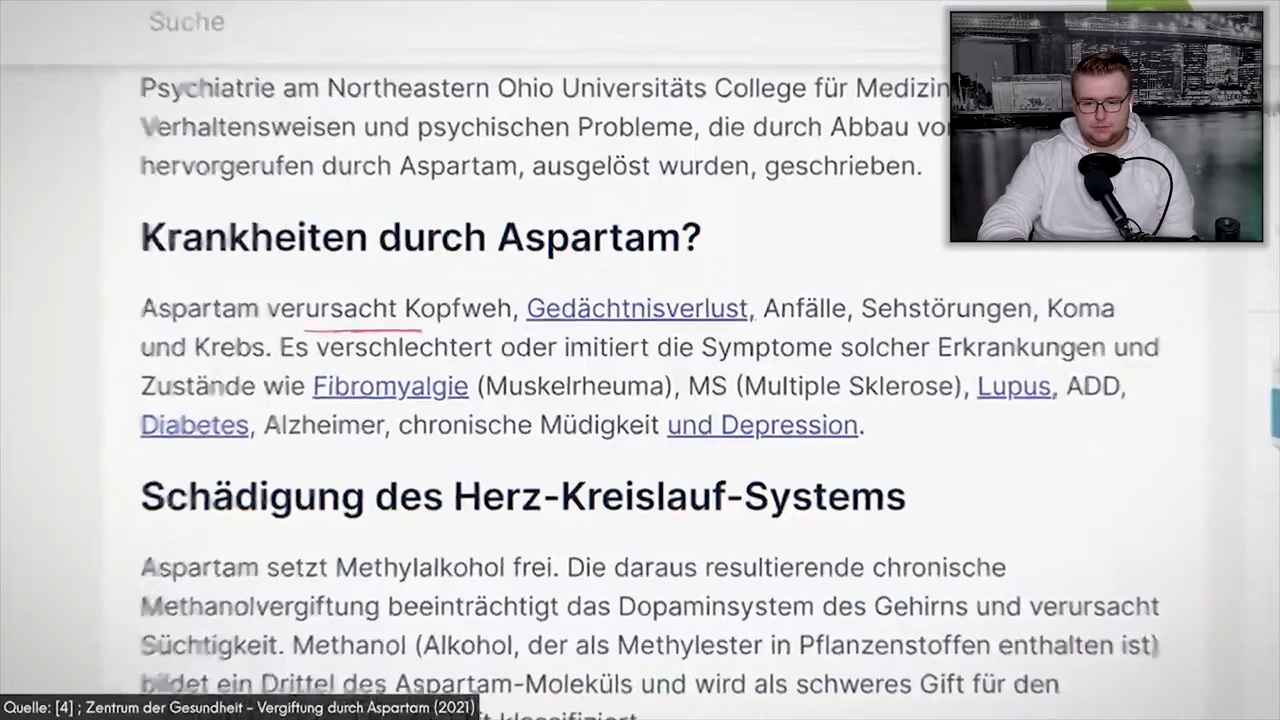 Suche
Psychiatrie am Northeastern Ohio Universitäts College für Medizin
Verhaltensweisen und psychischen Probleme, die durch Abbau
hervorgerufen durch Aspartam, ausgelöst wurden, geschrieben.
Krankheiten durch Aspartam?
Aspartam verursacht Kopfweh, Gedächtnisverlust, Anfälle, Sehstörungen, Koma
und Krebs. Es verschlechtert oder imitiert die Symptome solcher Erkrankungen und
Zustände wie Fibromyalgie (Muskelrheuma), MS (Multiple Sklerose), Lupus, ADD,
Diabetes, Alzheimer, chronische Müdigkeit und Depression.
Schädigung des Herz-Kreislauf-Systems
Aspartam setzt Methylalkohol frei. Die daraus resultierende chronische
Methanolvergiftung beeinträchtigt das Dopaminsystem des Gehirns und verursacht
Süchtigkeit. Methanol (Alkohol, der als Methylester in Pflanzenstoffen enthalten ist)
bildet ein Drittel des Aspartam-Moleküls und wird als schweres Gift für den
Quelle: [4] ; Zentrum der Gesundheit - Vergiftung durch Aspartam (2021)